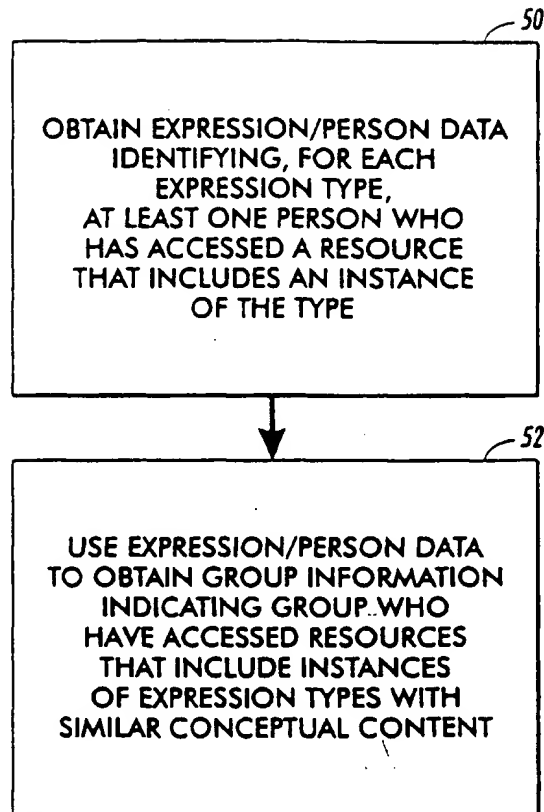 50
OBTAIN EXPRESSION/PERSON DATA
IDENTIFYING, FOR EACH
EXPRESSION TYPE,
AT LEAST ONE PERSON WHO
HAS ACCESSED A RESOURCE
THAT INCLUDES AN INSTANCE
OF THE TYPE
52
USE EXPRESSION/PERSON DATA
TO OBTAIN GROUP INFORMATION
INDICATING GROUP WHO
HAVE ACCESSED RESOURCES
THAT INCLUDE INSTANCES
OF EXPRESSION TYPES WITH
SIMILAR CONCEPTUAL CONTENT